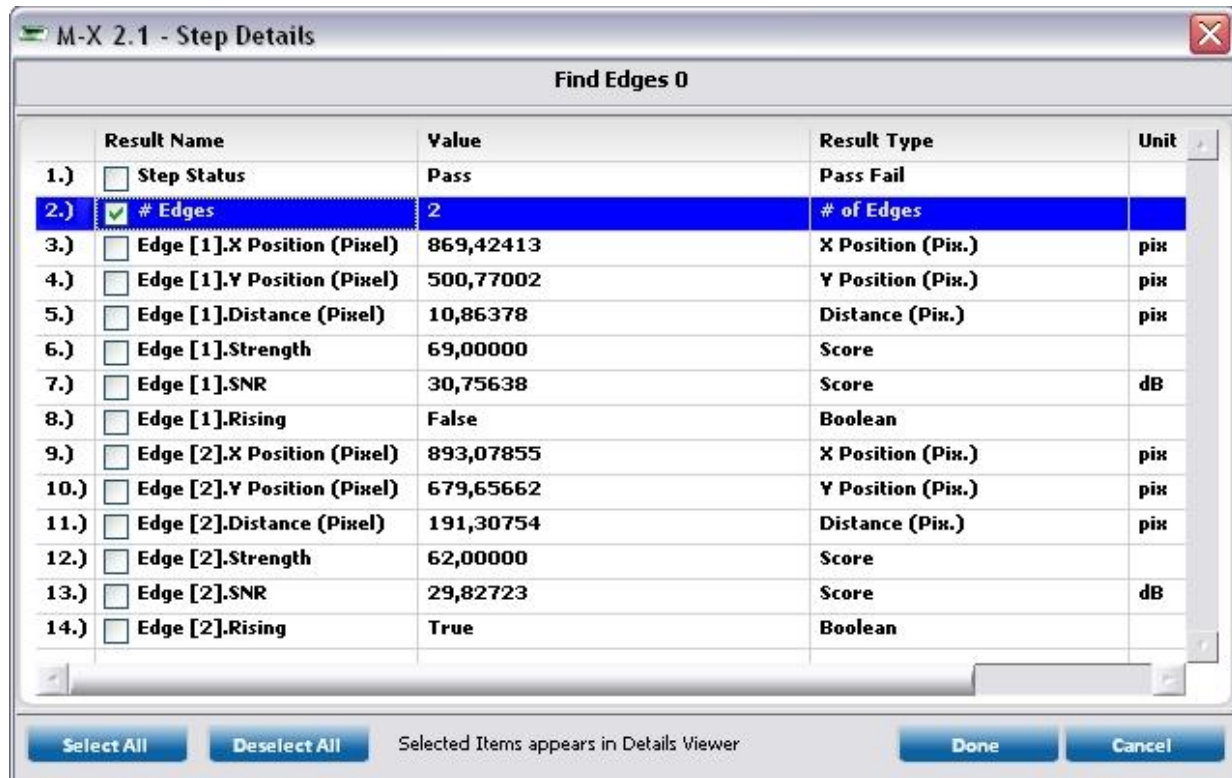 M-X 2.1 - Step Details
Find Edges 0
Result Name Value Result Type Unit
1.) Step Status Pass Pass Fail
2.) # Edges 2 # of Edges
3.) Edge [1].X Position (Pixel) 869,42413 X Position (Pix.) pix
4.) Edge [1].Y Position (Pixel) 500,77002 Y Position (Pix.) pix
5.) Edge [1].Distance (Pixel) 10,86378 Distance (Pix.) pix
6.) Edge [1].Strength 69,00000 Score
7.) Edge [1].SNR 30,75638 Score dB
8.) Edge [1].Rising False Boolean
9.) Edge [2].X Position (Pixel) 893,07855 X Position (Pix.) pix
10.) Edge [2].Y Position (Pixel) 679,65662 Y Position (Pix.) pix
11.) Edge [2].Distance (Pixel) 191,30754 Distance (Pix.) pix
12.) Edge [2].Strength 62,00000 Score
13.) Edge [2].SNR 29,82723 Score dB
14.) Edge [2].Rising True Boolean
Select All Deselect All Selected Items appears in Details Viewer Done Cancel